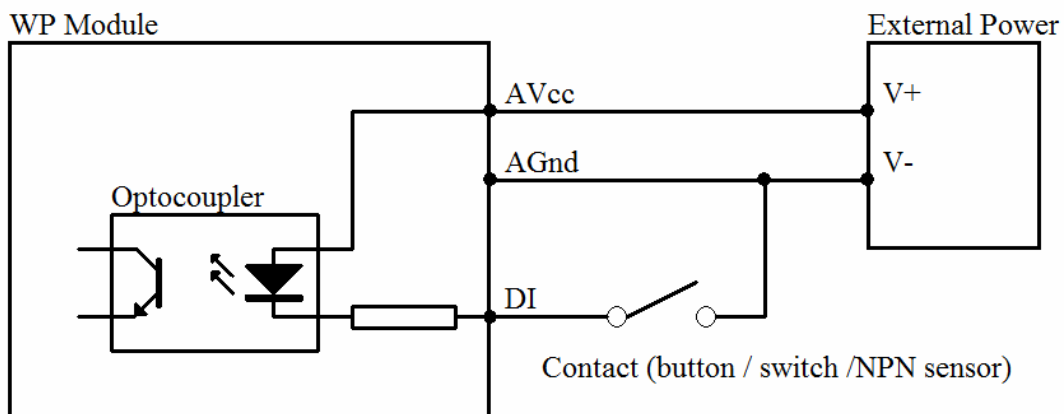 WP Module
External Power
AVcc
V+
AGnd
V-
Optocoupler
DI
Contact (button / switch /NPN sensor)